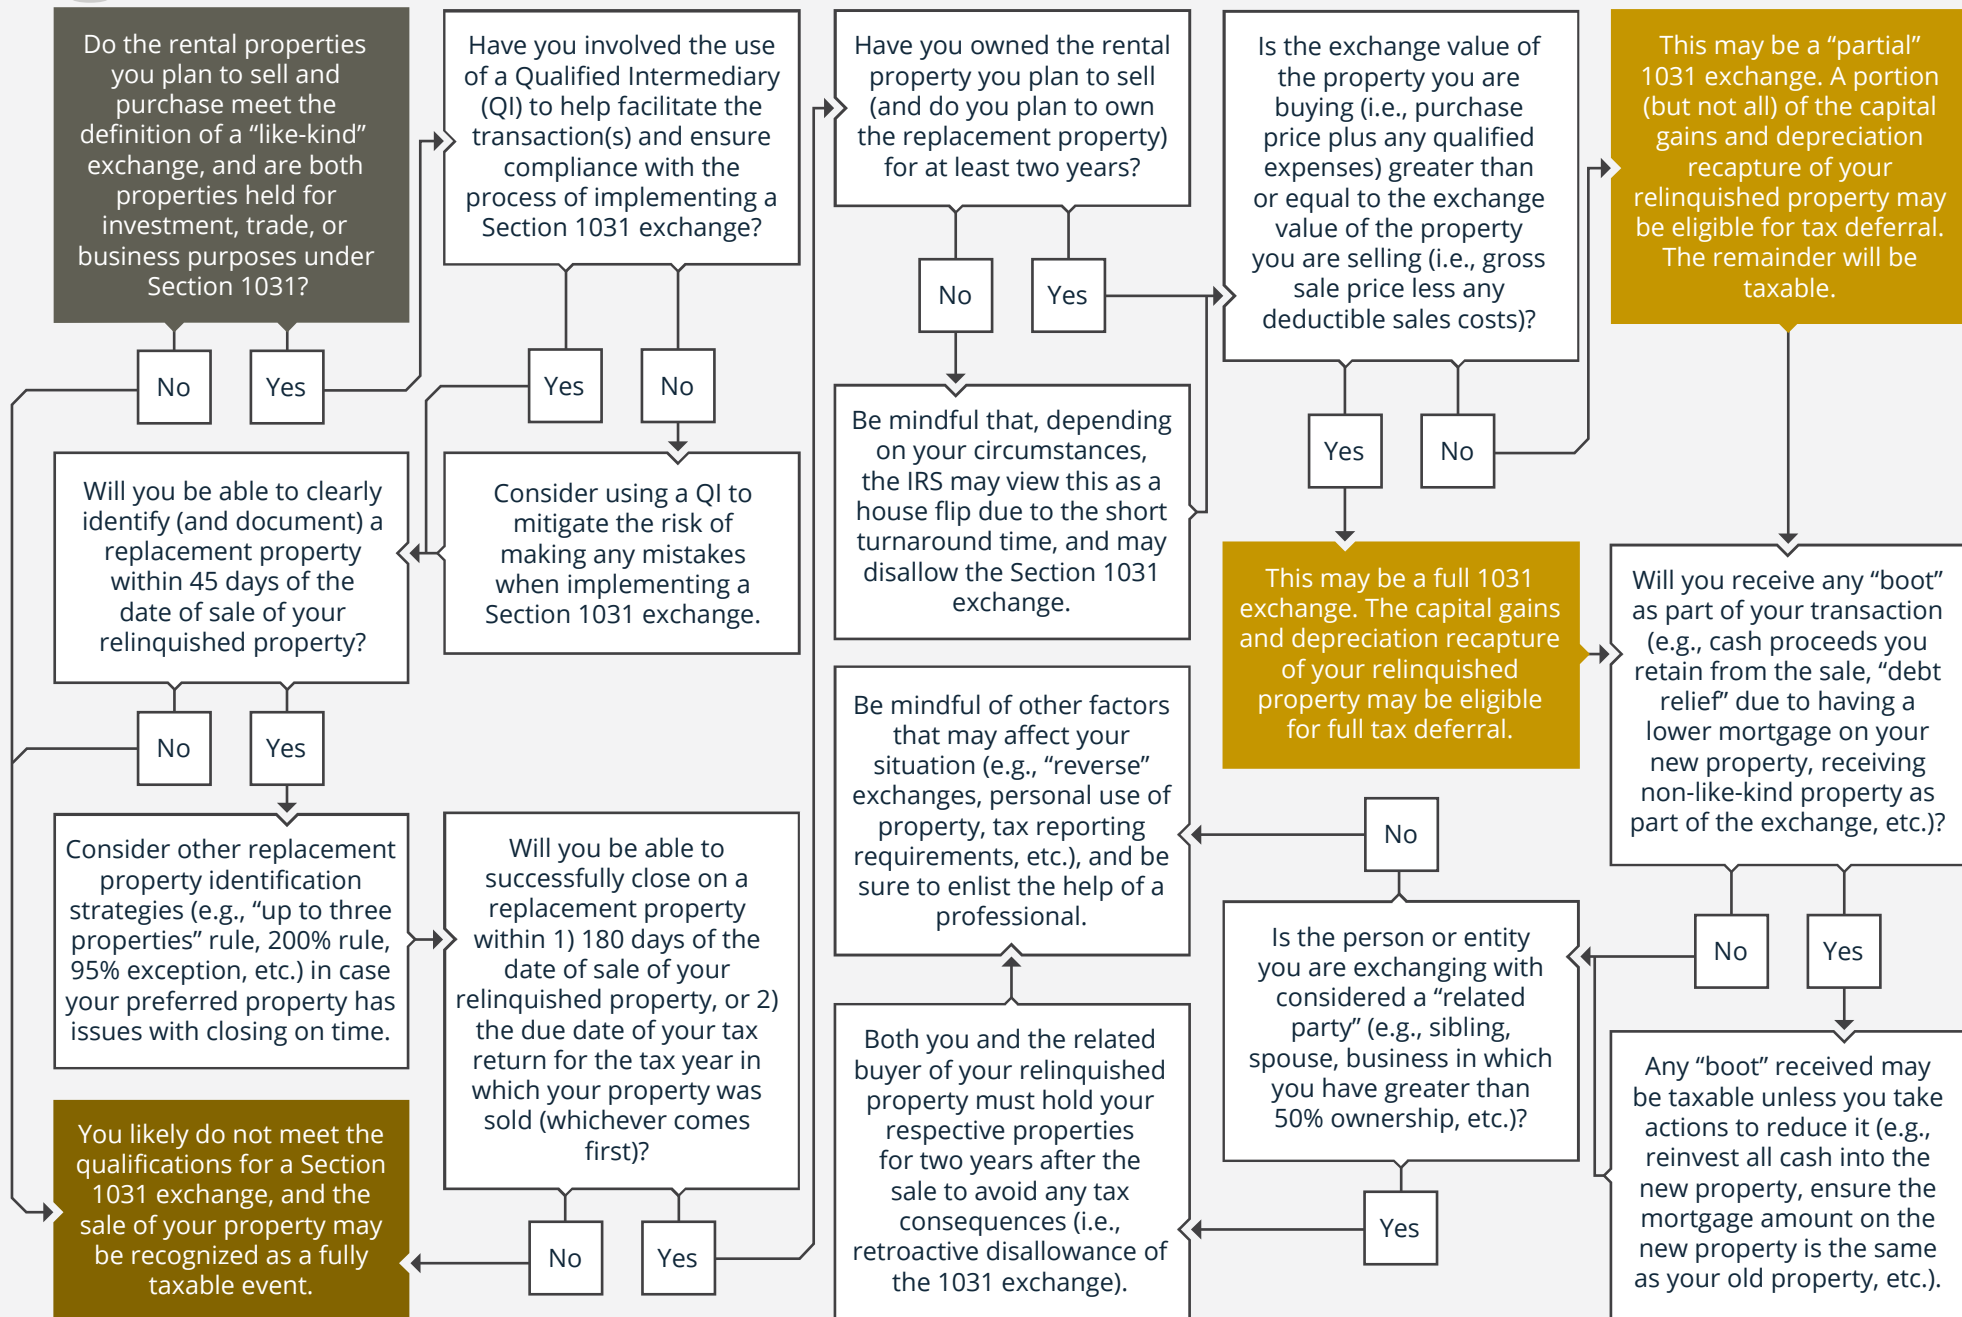 Do the rental properties
you plan to sell and
purchase meet the
definition of a “like-kind”
exchange, and are both
properties held for
investment, trade, or
business purposes under
Section 1031?
No
Yes
Have you involved the use
of a Qualified Intermediary
(QI) to help facilitate the
transaction(s) and ensure
compliance with the
process of implementing a
Section 1031 exchange?
Yes
No
Consider using a QI to
mitigate the risk of
making any mistakes
when implementing a
Section 1031 exchange.
Will you be able to clearly
identify (and document) a
replacement property
within 45 days of the
date of sale of your
relinquished property?
No
Yes
Consider other replacement
property identification
strategies (e.g., “up to three
properties” rule, 200% rule,
95% exception, etc.) in case
your preferred property has
issues with closing on time.
Will you be able to
successfully close on a
replacement property
within 1) 180 days of the
date of sale of your
relinquished property, or 2)
the due date of your tax
return for the tax year in
which your property was
sold (whichever comes
first)?
No
Yes
You likely do not meet the
qualifications for a Section
1031 exchange, and the
sale of your property may
be recognized as a fully
taxable event.
Have you owned the rental
property you plan to sell
(and do you plan to own
the replacement property)
for at least two years?
No
Yes
Be mindful that, depending
on your circumstances,
the IRS may view this as a
house flip due to the short
turnaround time, and may
disallow the Section 1031
exchange.
Is the exchange value of
the property you are
buying (i.e., purchase
price plus any qualified
expenses) greater than
or equal to the exchange
value of the property
you are selling (i.e., gross
sale price less any
deductible sales costs)?
Yes
No
This may be a full 1031
exchange. The capital gains
and depreciation recapture
of your relinquished
property may be eligible
for full tax deferral.
This may be a “partial”
1031 exchange. A portion
(but not all) of the capital
gains and depreciation
recapture of your
relinquished property may
be eligible for tax deferral.
The remainder will be
taxable.
Will you receive any “boot”
as part of your transaction
(e.g., cash proceeds you
retain from the sale, “debt
relief” due to having a
lower mortgage on your
new property, receiving
non-like-kind property as
part of the exchange, etc.)?
No
Yes
Any “boot” received may
be taxable unless you take
actions to reduce it (e.g.,
reinvest all cash into the
new property, ensure the
mortgage amount on the
new property is the same
as your old property, etc.).
Is the person or entity
you are exchanging with
considered a “related
party” (e.g., sibling,
spouse, business in which
you have greater than
50% ownership, etc.)?
No
Yes
Both you and the related
buyer of your relinquished
property must hold your
respective properties
for two years after the
sale to avoid any tax
consequences (i.e.,
retroactive disallowance of
the 1031 exchange).
Be mindful of other factors
that may affect your
situation (e.g., “reverse”
exchanges, personal use of
property, tax reporting
requirements, etc.), and be
sure to enlist the help of a
professional.